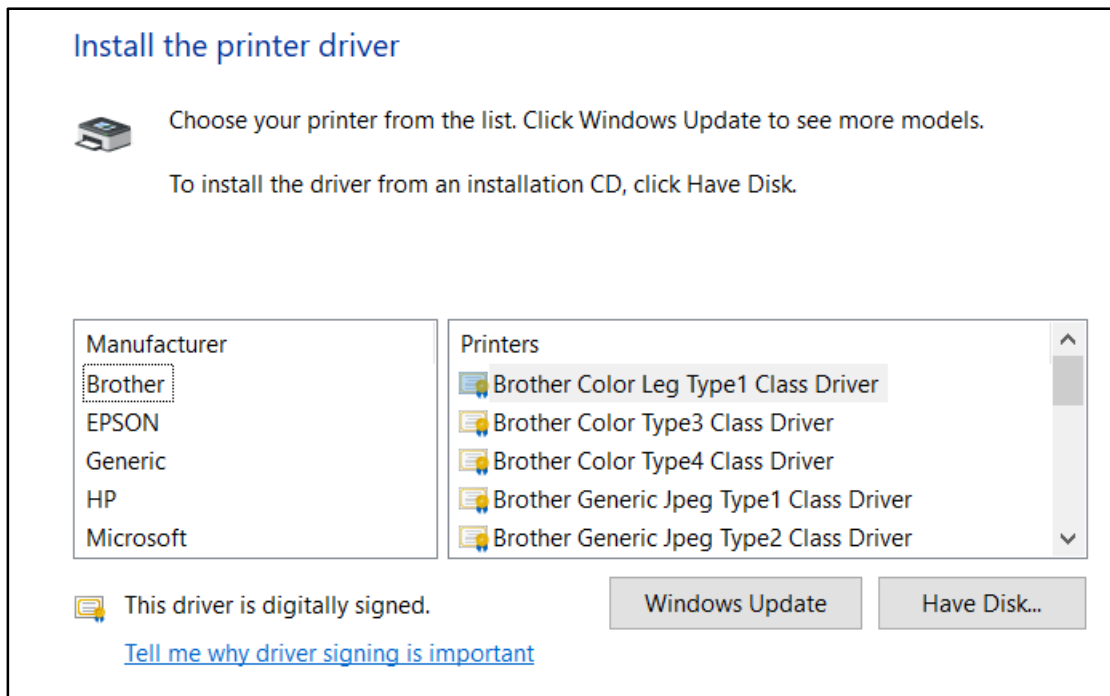 Install the printer driver
Choose your printer from the list. Click Windows Update to see more models.
To install the driver from an installation CD, click Have Disk.
Manufacturer
Brother
EPSON
Generic
HP
Microsoft
Printers
Brother Color Leg Type1 Class Driver
Brother Color Type3 Class Driver
Brother Color Type4 Class Driver
Brother Generic Jpeg Type1 Class Driver
Brother Generic Jpeg Type2 Class Driver
This driver is digitally signed.
Tell me why driver signing is important
Windows Update
Have Disk...